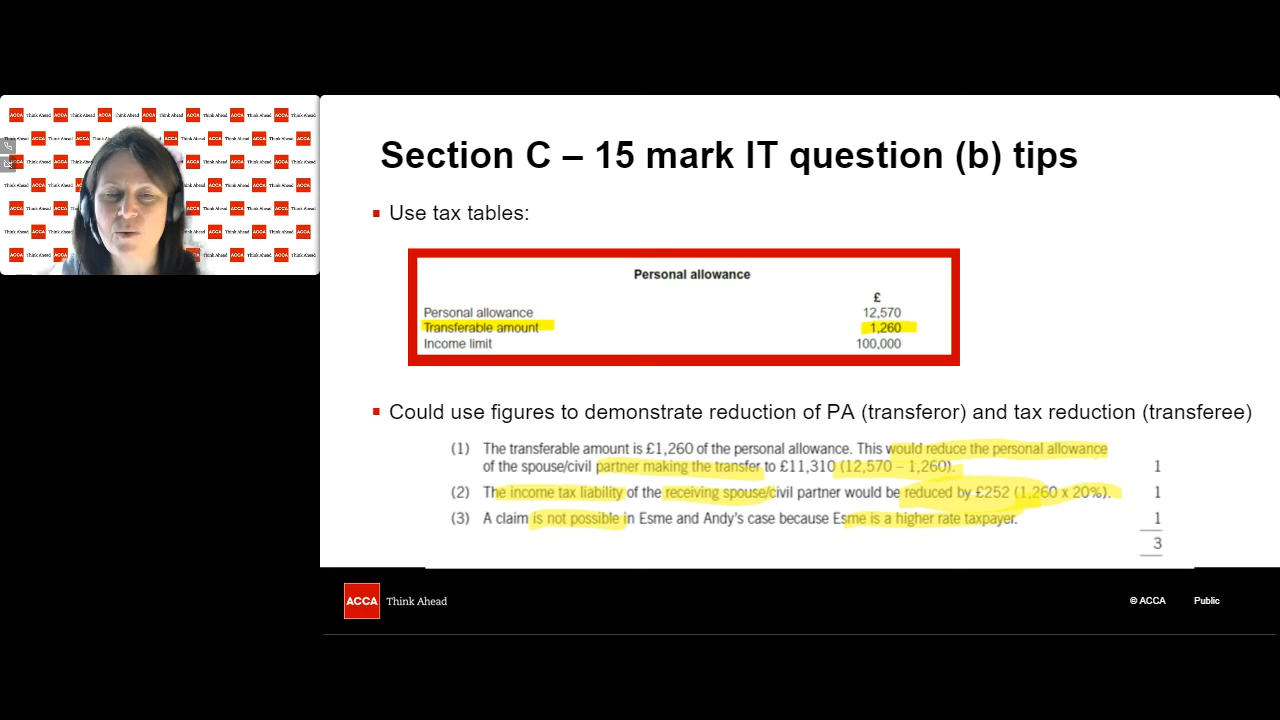 Section C – 15 mark IT question (b) tips
Use tax tables:
Personal allowance
£
Personal allowance 12,570
Transferable amount 1,260
Income limit 100,000
Could use figures to demonstrate reduction of PA (transferor) and tax reduction (transferee)
(1) The transferable amount is £1,260 of the personal allowance. This would reduce the personal allowance
of the spouse/civil partner making the transfer to £11,310 (12,570 – 1,260). 1
(2) The income tax liability of the receiving spouse/civil partner would be reduced by £252 (1,260 x 20%). 1
(3) A claim is not possible in Esme and Andy's case because Esme is a higher rate taxpayer. 1
3
ACCA Think Ahead
© ACCA Public